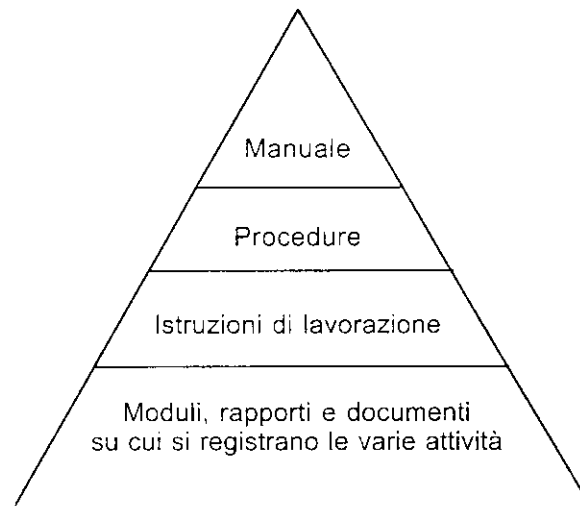 Manuale
Procedure
Istruzioni di lavorazione
Moduli, rapporti e documenti
su cui si registrano le varie attività